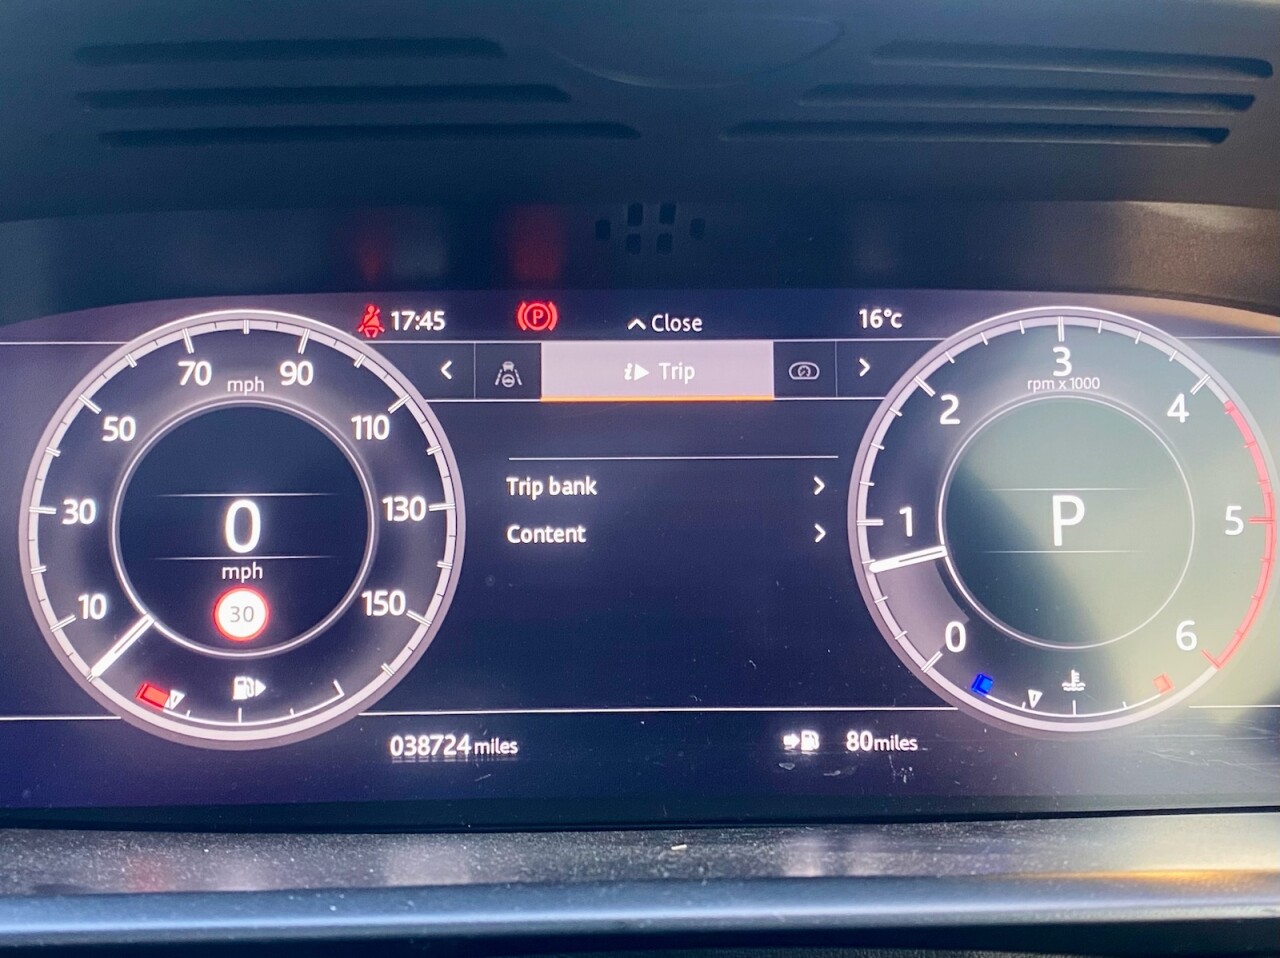 17:45
P
Close
16°c
i Trip
70 mph 90
50 110
30 130
10 150
0
mph
30
Trip bank
Content
3
rpm x 1000
2 4
1 5
0 6
P
038724 miles
80 miles